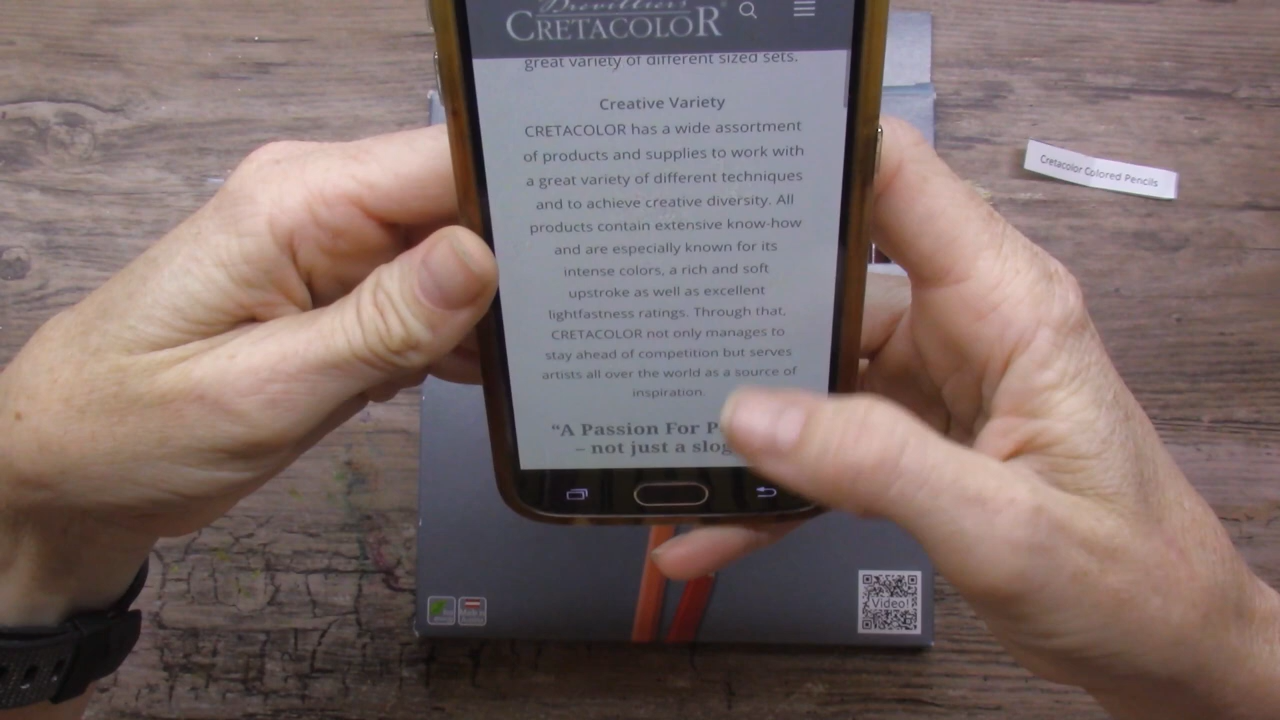 Brevilliers
CRETACOLOR
great variety of different sized sets.
Creative Variety
CRETACOLOR has a wide assortment
of products and supplies to work with
a great variety of different techniques
and to achieve creative diversity. All
products contain extensive know-how
and are especially known for its
intense colors, a rich and soft
upstroke as well as excellent
lightfastness ratings. Through that,
CRETACOLOR not only manages to
stay ahead of competition but serves
artists all over the world as a source of
inspiration.
“A Passion For P
– not just a slog
Cretacolor Colored Pencils
Made in
Video!